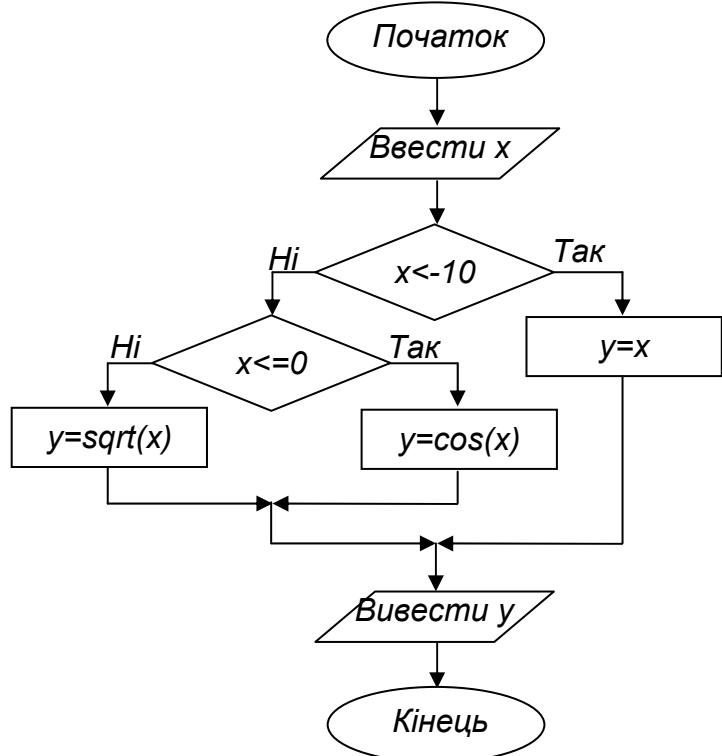 Початок
Ввести x
Ні
x<-10
Так
y=x
Ні
x<=0
Так
y=sqrt(x)
y=cos(x)
Вивести y
Кінець